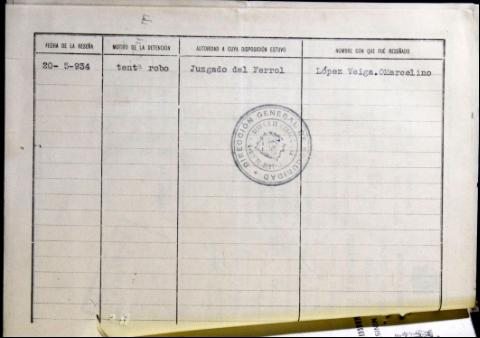 FECHA DE LA RESEÑA MOTIVO DE LA DETENCIÓN AUTORIDAD A CUYA DISPOSICIÓN ESTUVO NOMBRE CON QUE FUÉ RESEÑADO
20- 5-934 tentª robo Juzgado del Ferrol López Veiga.OMarcelino
DIRECCIÓN GENERAL DE SEGURIDAD